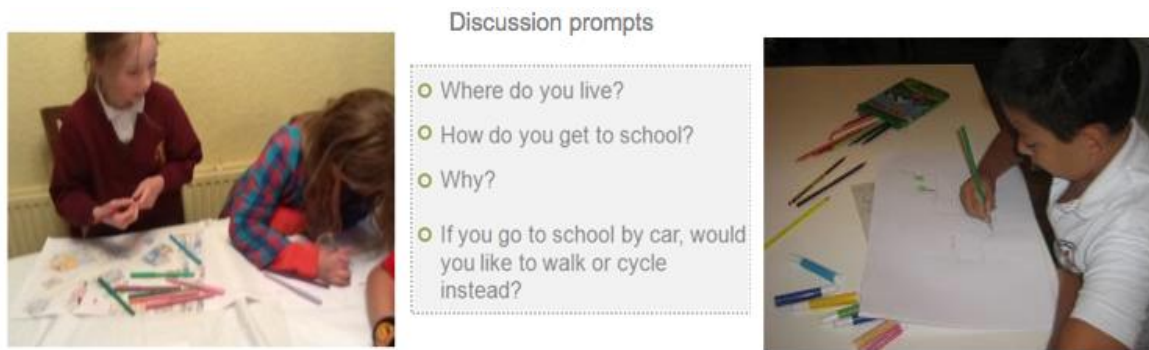 Discussion prompts
Where do you live?
How do you get to school?
Why?
If you go to school by car, would
you like to walk or cycle
instead?